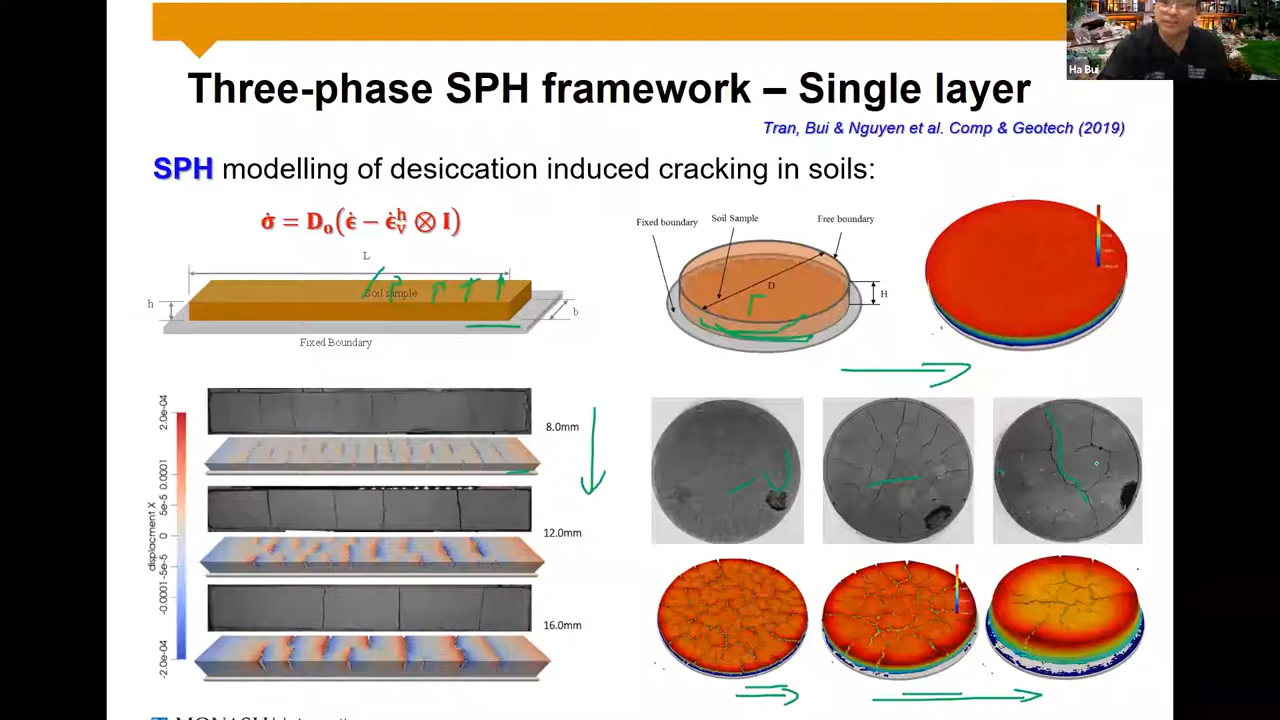 Three-phase SPH framework – Single layer
Ha Bui
Tran, Bui & Nguyen et al. Comp & Geotech (2019)
SPH modelling of desiccation induced cracking in soils:
σ̇ = D₀(ϵ̇ − ϵ̇ᵥʰ ⊗ I)
L
Soil sample
h
b
Fixed Boundary
Fixed boundary
Soil Sample
Free boundary
D
H
8.0mm
12.0mm
16.0mm
displacment X
2.0e-04
0.0001
5e-5
0
-5e-5
-0.0001
-2.0e-04
MONASH